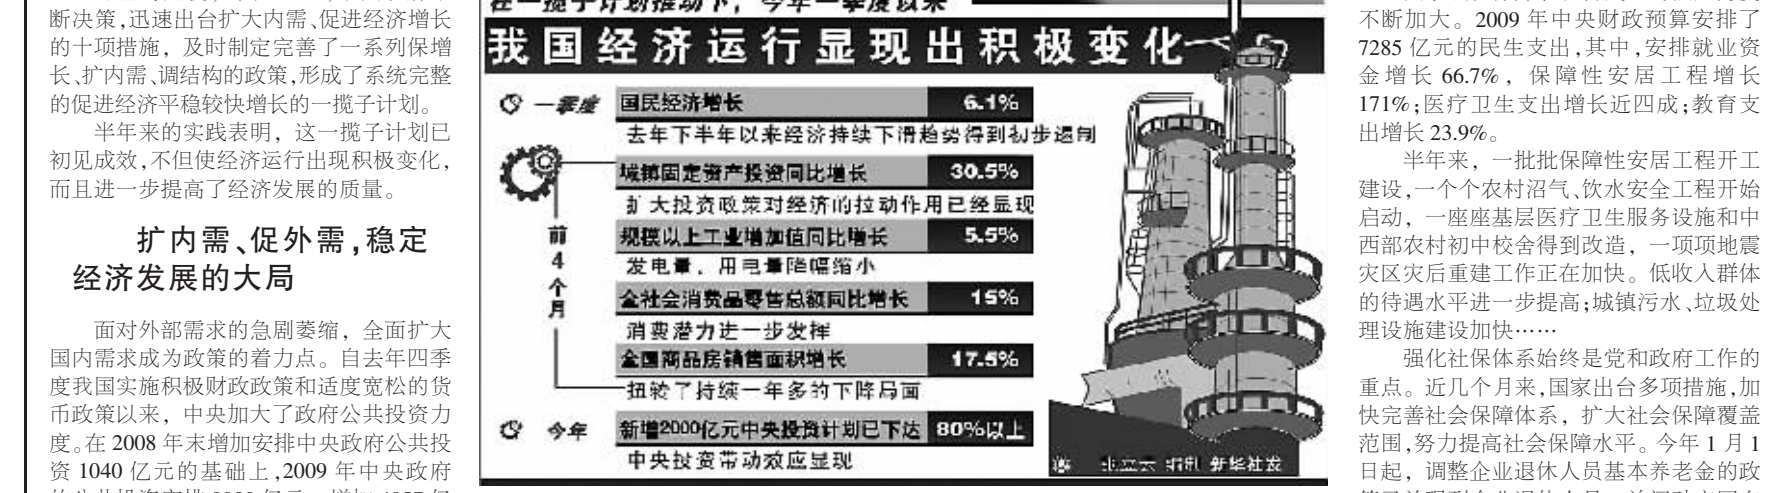 断决策,迅速出台扩大内需、促进经济增长
的十项措施，及时制定完善了一系列保增
长、扩内需、调结构的政策,形成了系统完整
的促进经济平稳较快增长的一揽子计划。
半年来的实践表明，这一揽子计划已
初见成效,不但使经济运行出现积极变化,
而且进一步提高了经济发展的质量。
扩内需、促外需,稳定
经济发展的大局
面对外部需求的急剧萎缩，全面扩大
国内需求成为政策的着力点。自去年四季
度我国实施积极财政政策和适度宽松的货
币政策以来，中央加大了政府公共投资力
度。在 2008 年末增加安排中央政府公共投
资 1040 亿元的基础上,2009 年中央政府
在一揽子计划推动下，今年一季度以来
我国经济运行显现出积极变化
一季度
国民经济增长 6.1%
去年下半年以来经济持续下滑趋势得到初步遏制
前4个月
城镇固定资产投资同比增长 30.5%
扩大投资政策对经济的拉动作用已经显现
规模以上工业增加值同比增长 5.5%
发电量、用电量降幅缩小
全社会消费品零售总额同比增长 15%
消费潜力进一步发挥
全国商品房销售面积增长 17.5%
扭转了持续一年多的下降局面
今年
新增2000亿元中央投资计划已下达 80%以上
中央投资带动效应显现
编制 新华社发
不断加大。2009 年中央财政预算安排了
7285 亿元的民生支出,其中,安排就业资
金增长 66.7%，保障性安居工程增长
171%;医疗卫生支出增长近四成;教育支
出增长 23.9%。
半年来，一批批保障性安居工程开工
建设,一个个农村沼气、饮水安全工程开始
启动，一座座基层医疗卫生服务设施和中
西部农村初中校舍得到改造，一项项地震
灾区灾后重建工作正在加快。低收入群体
的待遇水平进一步提高;城镇污水、垃圾处
理设施建设加快……
强化社保体系始终是党和政府工作的
重点。近几个月来,国家出台多项措施,加
快完善社会保障体系，扩大社会保障覆盖
范围,努力提高社会保障水平。今年 1 月 1
日起，调整企业退休人员基本养老金的政